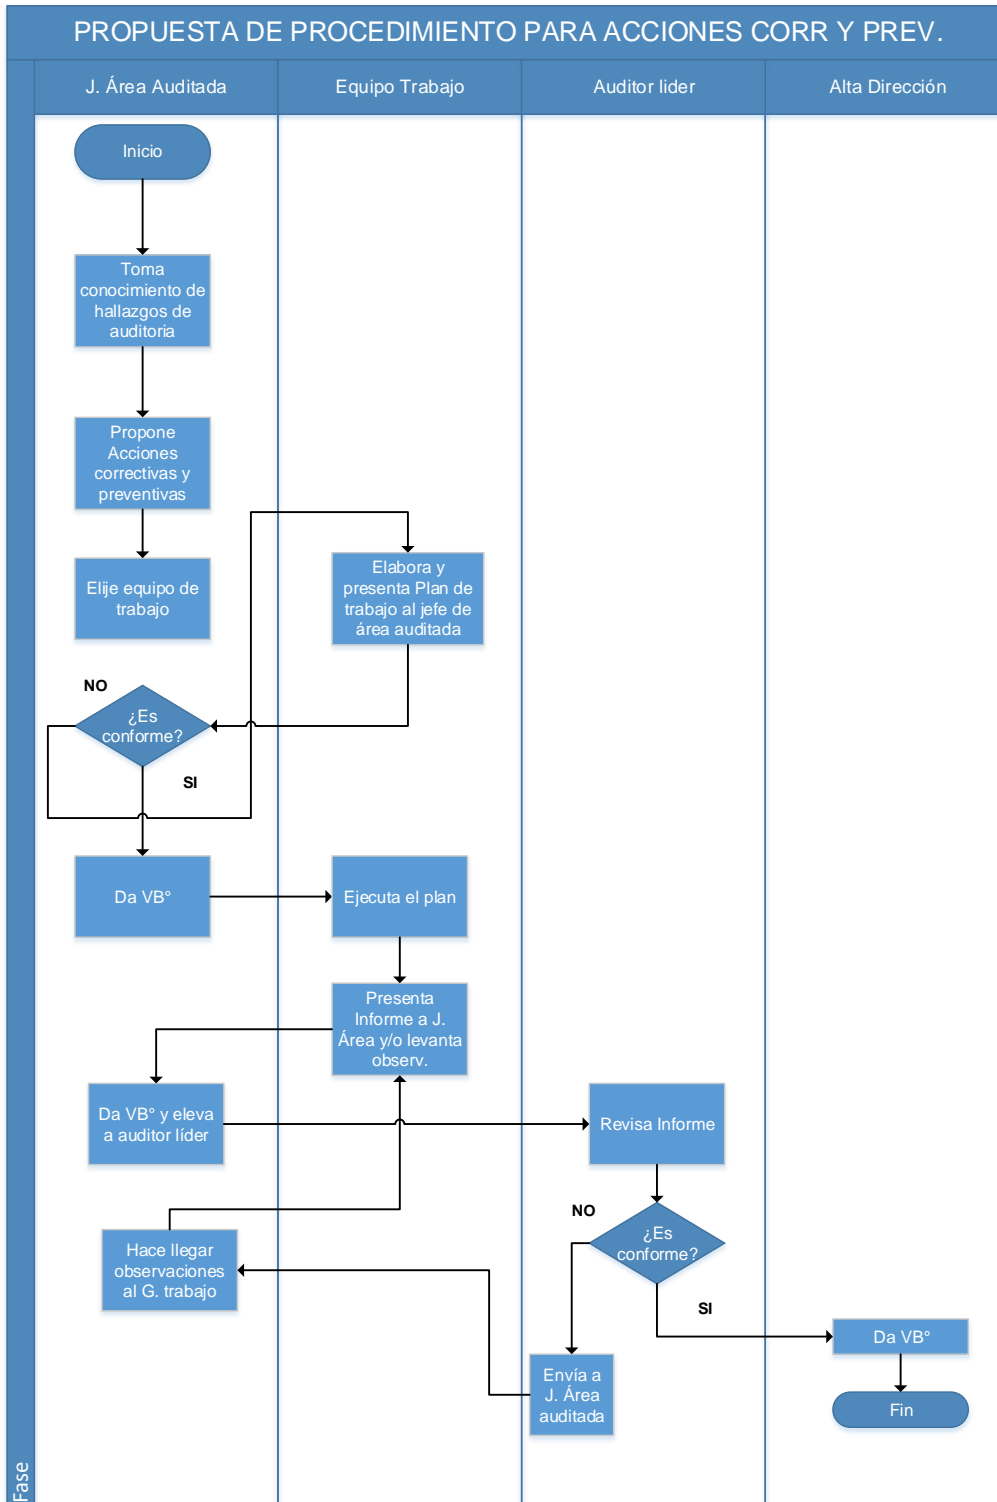 PROPUESTA DE PROCEDIMIENTO PARA ACCIONES CORR Y PREV.
J. Área Auditada
Equipo Trabajo
Auditor lider
Alta Dirección
Inicio
Toma
conocimiento de
hallazgos de
auditoria
Propone
Acciones
correctivas y
preventivas
Elije equipo de
trabajo
Elabora y
presenta Plan de
trabajo al jefe de
área auditada
NO
¿Es
conforme?
SI
Da VB°
Ejecuta el plan
Presenta
Informe a J.
Área y/o levanta
observ.
Da VB° y eleva
a auditor líder
Revisa Informe
NO
¿Es
conforme?
SI
Hace llegar
observaciones
al G. trabajo
Da VB°
Envía a
J. Área
auditada
Fin
Fase